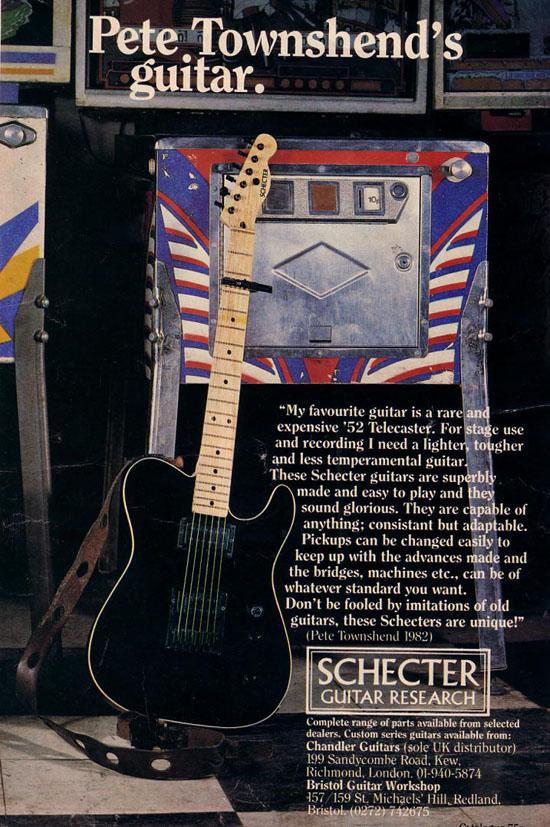 Pete Townshend's
guitar.
SCHECTER
10p
“My favourite guitar is a rare and
expensive ’52 Telecaster. For stage use
and recording I need a lighter, tougher
and less temperamental guitar.
These Schecter guitars are superbly
made and easy to play and they
sound glorious. They are capable of
anything; consistant but adaptable.
Pickups can be changed easily to
keep up with the advances made and
the bridges, machines etc., can be of
whatever standard you want.
Don’t be fooled by imitations of old
guitars, these Schecters are unique!”
(Pete Townshend 1982)
SCHECTER
GUITAR RESEARCH
Complete range of parts available from selected
dealers. Custom series guitars available from:
Chandler Guitars (sole UK distributor)
199 Sandycombe Road, Kew,
Richmond, London. 01-940-5874
Bristol Guitar Workshop
157/159 St. Michaels’ Hill, Redland,
Bristol. (0272) 742675